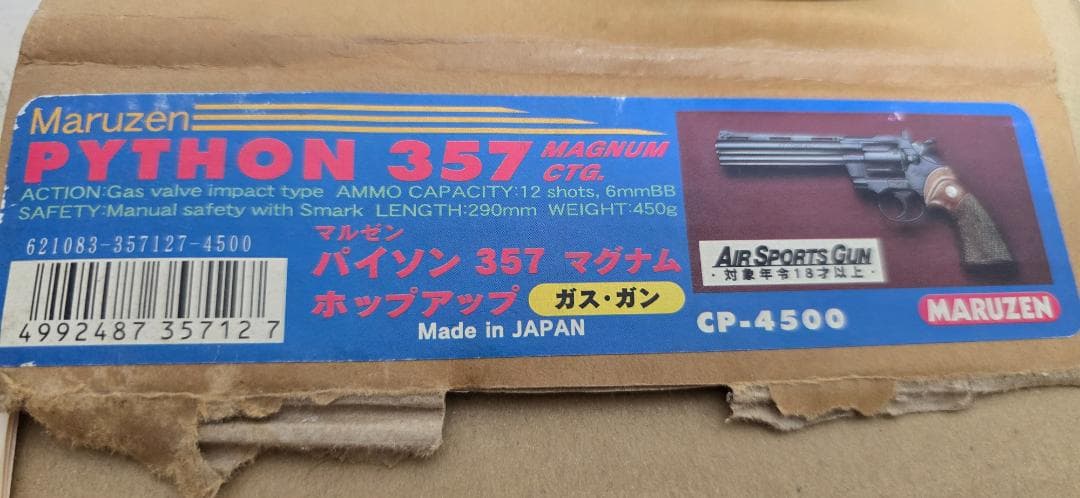 Maruzen
PYTHON 357 MAGNUM CTG.
ACTION:Gas valve impact type AMMO CAPACITY:12 shots, 6mmBB
SAFETY:Manual safety with Smark LENGTH:290mm WEIGHT:450g
621083-357127-4500
4992487 357127
マルゼン
パイソン 357 マグナム
ホップアップ ガス・ガン
Made in JAPAN
AIR SPORTS GUN
・対象年令18才以上・
CP-4500
MARUZEN